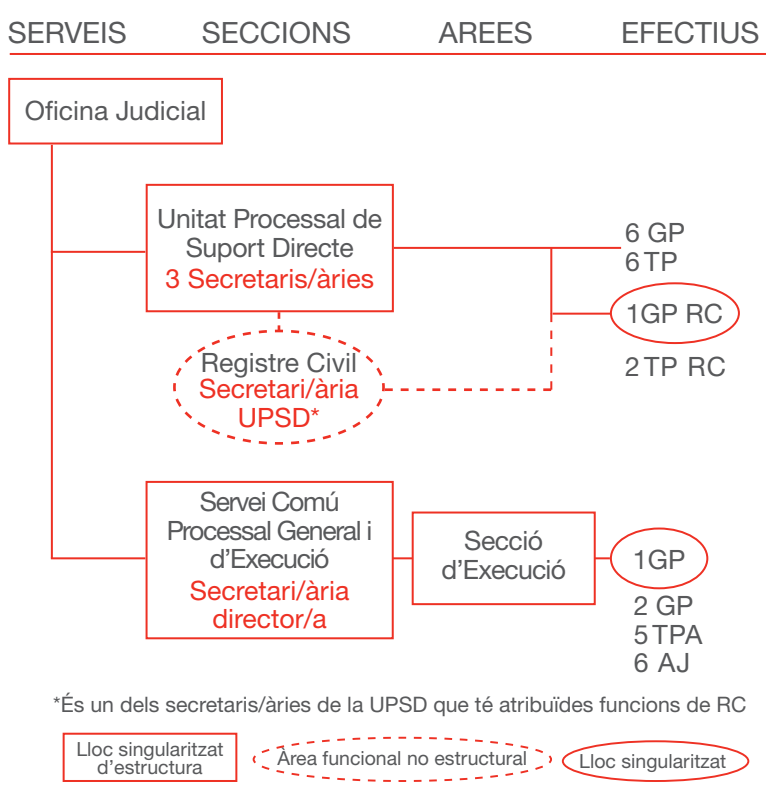 SERVEIS SECCIONS AREES EFECTIUS
Oficina Judicial
Unitat Processal de
Suport Directe
3 Secretaris/àries
6 GP
6 TP
1GP RC
2 TP RC
Registre Civil
Secretari/ària
UPSD*
Servei Comú
Processal General i
d'Execució
Secretari/ària
director/a
Secció
d'Execució
1GP
2 GP
5 TPA
6 AJ
*És un dels secretaris/àries de la UPSD que té atribuïdes funcions de RC
Lloc singularitzat
d'estructura
Àrea funcional no estructural
Lloc singularitzat